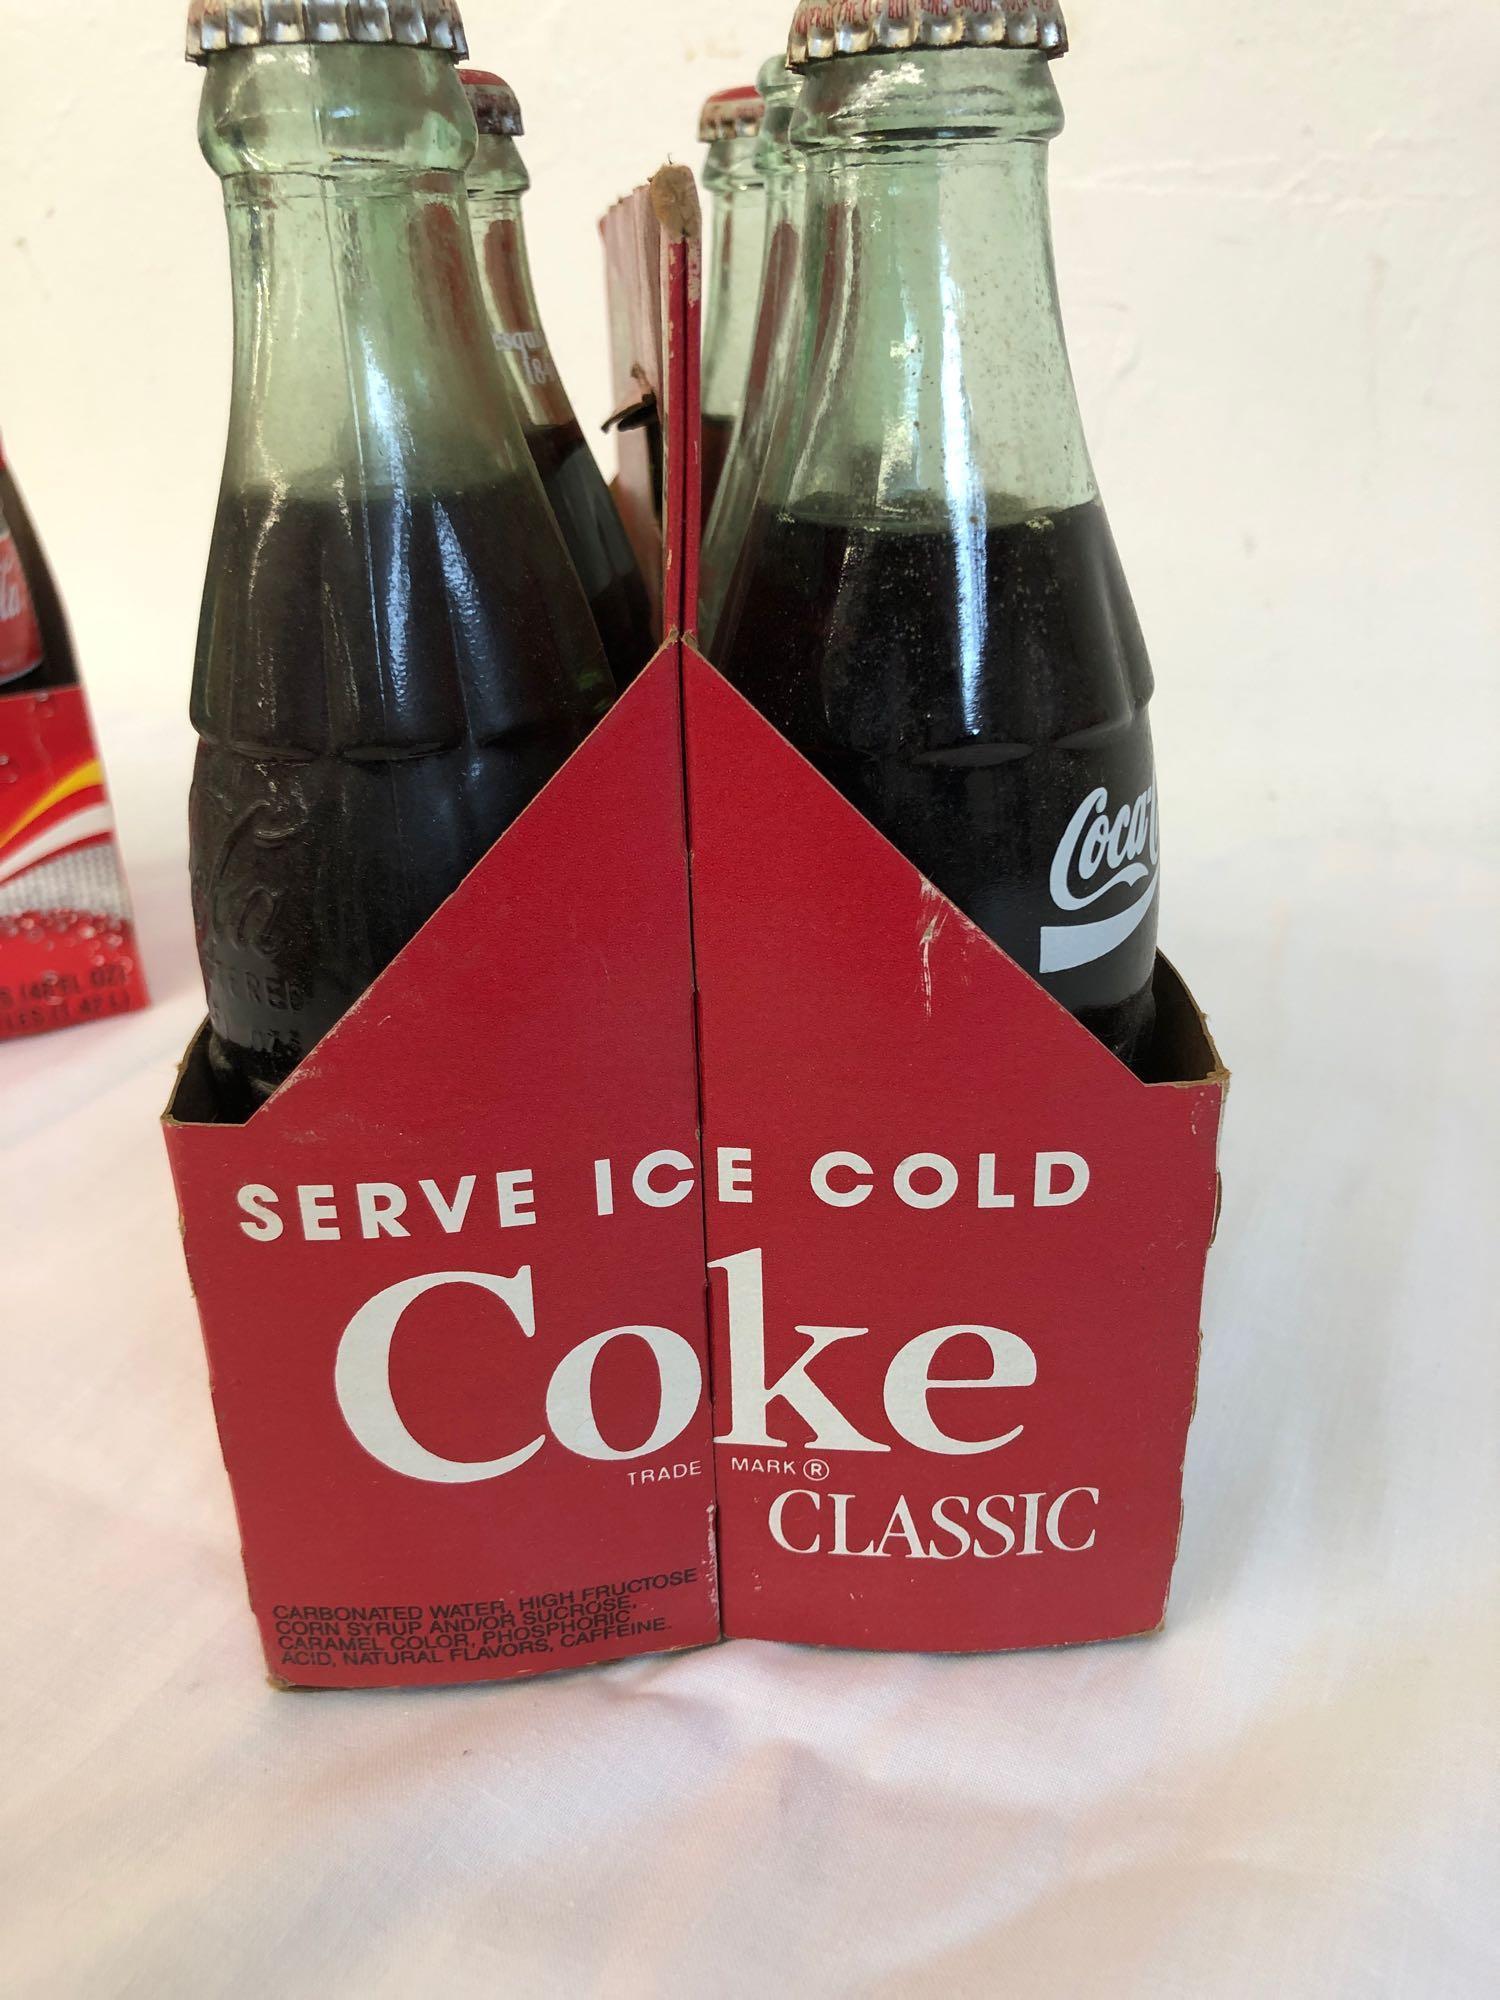 Coca
SERVE ICE COLD
Coke
TRADE MARK ®
CLASSIC
CARBONATED WATER, HIGH FRUCTOSE
CORN SYRUP AND/OR SUCROSE,
CARAMEL COLOR, PHOSPHORIC
ACID, NATURAL FLAVORS, CAFFEINE.